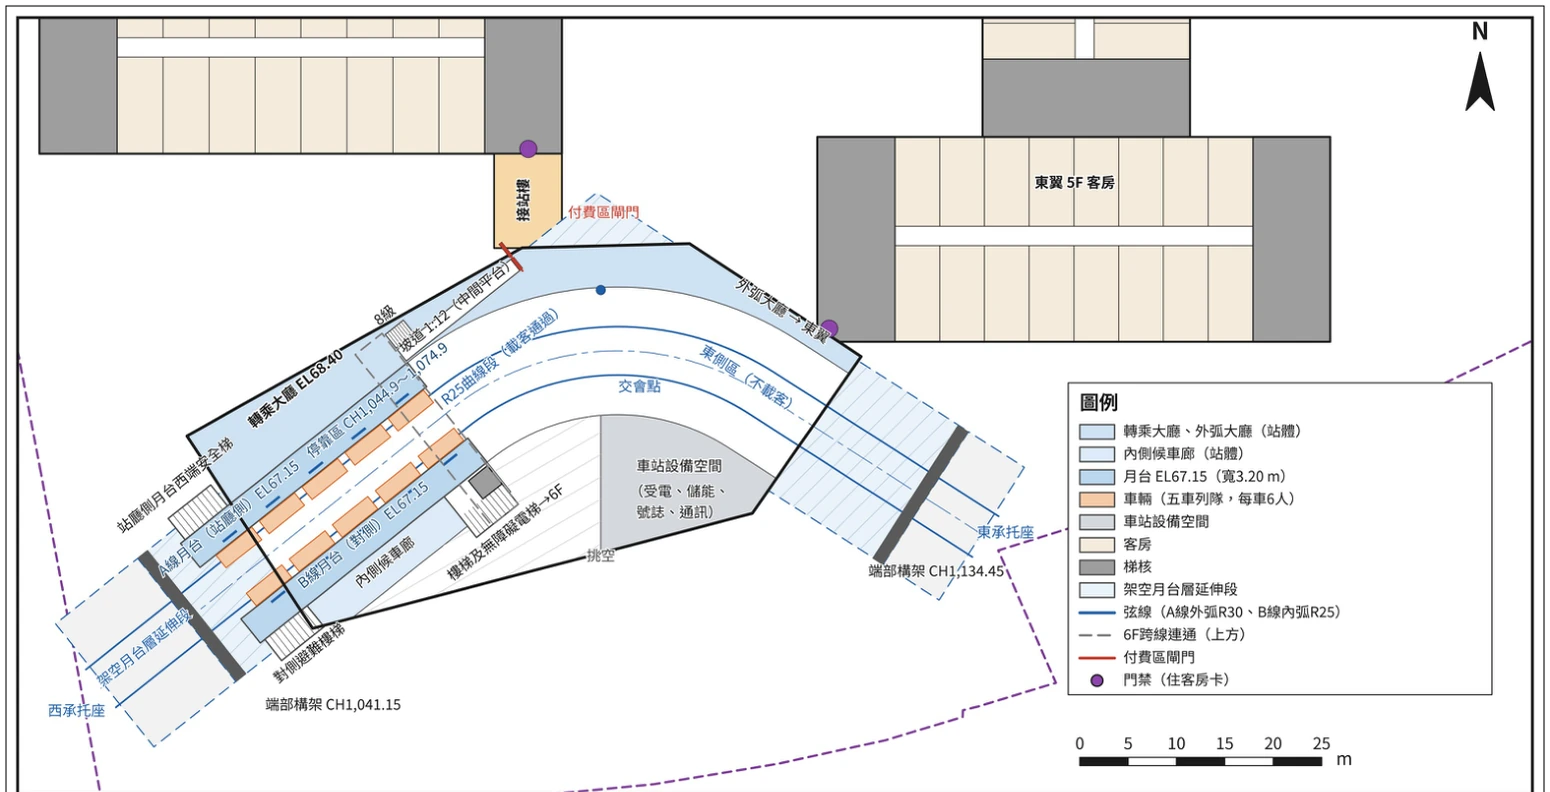 N
東翼 5F 客房
接站樓
付費區閘門
外弧大廳 → 東翼
8級
坡道 1:12（中間平台）
轉乘大廳 EL68.40
停靠區 CH1,044.9～1,074.9
R25曲線段（載客通過）
東側區（不載客）
交會點
站廳側月台西端安全梯
A線月台（站廳側）EL67.15
B線月台（對側）EL67.15
內側候車廊
樓梯及無障礙電梯→6F
車站設備空間
（受電、儲能、
號誌、通訊）
挑空
架空月台層延伸段
對側避難樓梯
西承托座
端部構架 CH1,041.15
東承托座
端部構架 CH1,134.45
圖例
轉乘大廳、外弧大廳（站體）
內側候車廊（站體）
月台 EL67.15（寬3.20 m）
車輛（五車列隊，每車6人）
車站設備空間
客房
梯核
架空月台層延伸段
弦線（A線外弧R30、B線內弧R25）
6F跨線連通（上方）
付費區閘門
門禁（住客房卡）
0 5 10 15 20 25 m